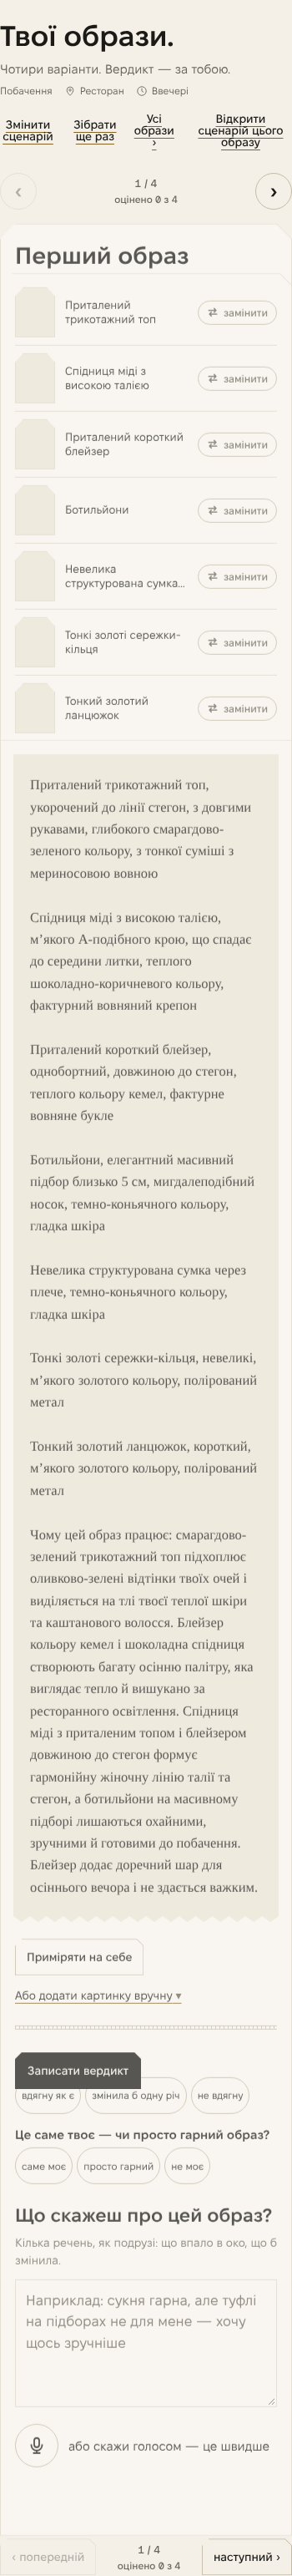 Твої образи.
Чотири варіанти. Вердикт — за тобою.
Побачення Ресторан Ввечері
Змінити
сценарій
Зібрати
ще раз
Усі
образи
›
Відкрити
сценарій цього
образу
‹
1 / 4
оцінено 0 з 4
›
Перший образ
Приталений
трикотажний топ
⇄ замінити
Спідниця міді з
високою талією
⇄ замінити
Приталений короткий
блейзер
⇄ замінити
Ботильйони
⇄ замінити
Невелика
структурована сумка…
⇄ замінити
Тонкі золоті сережки-
кільця
⇄ замінити
Тонкий золотий
ланцюжок
⇄ замінити
Приталений трикотажний топ,
укорочений до лінії стегон, з довгими
рукавами, глибокого смарагдово-
зеленого кольору, з тонкої суміші з
мериносовою вовною
Спідниця міді з високою талією,
м’якого А-подібного крою, що спадає
до середини литки, теплого
шоколадно-коричневого кольору,
фактурний вовняний крепон
Приталений короткий блейзер,
однобортний, довжиною до стегон,
теплого кольору кемел, фактурне
вовняне букле
Ботильйони, елегантний масивний
підбор близько 5 см, мигдалеподібний
носок, темно-коньячного кольору,
гладка шкіра
Невелика структурована сумка через
плече, темно-коньячного кольору,
гладка шкіра
Тонкі золоті сережки-кільця, невеликі,
м’якого золотого кольору, полірований
метал
Тонкий золотий ланцюжок, короткий,
м’якого золотого кольору, полірований
метал
Чому цей образ працює: смарагдово-
зелений трикотажний топ підхоплює
оливково-зелені відтінки твоїх очей і
виділяється на тлі твоєї теплої шкіри
та каштанового волосся. Блейзер
кольору кемел і шоколадна спідниця
створюють багату осінню палітру, яка
виглядає тепло й вишукано за
ресторанного освітлення. Спідниця
міді з приталеним топом і блейзером
довжиною до стегон формує
гармонійну жіночну лінію талії та
стегон, а ботильйони на масивному
підборі лишаються охайними,
зручними й готовими до побачення.
Блейзер додає доречний шар для
осіннього вечора і не здається важким.
Приміряти на себе
Або додати картинку вручну ▾
Записати вердикт
вдягну як є
змінила б одну річ
не вдягну
Це саме твоє — чи просто гарний образ?
саме моє
просто гарний
не моє
Що скажеш про цей образ?
Кілька речень, як подрузі: що впало в око, що б
змінила.
Наприклад: сукня гарна, але туфлі
на підборах не для мене — хочу
щось зручніше
або скажи голосом — це швидше
‹ попередній
1 / 4
оцінено 0 з 4
наступний ›